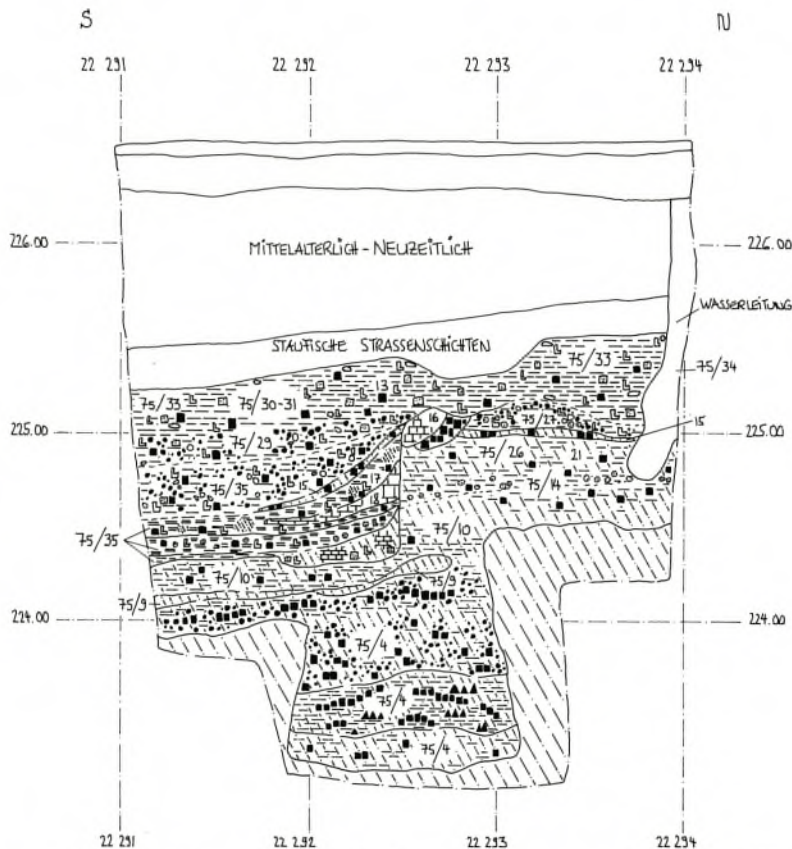 S N
22 291 22 292 22 293 22 294
226.00 MITTELALTERLICH-NEUZEITLICH 226.00
WASSERLEITUNG
STAUFISCHE STRASSENSCHICHTEN
75/33 75/34
13
75/33 75/30-31
16
75/27 15
225.00 75/29 225.00
75/26 21
17
75/35 15 75/14
18
75/35 75/10
14
75/10
75/9 75/9
224.00 224.00
75/4
75/4
75/4
22 291 22 292 22 293 22 294